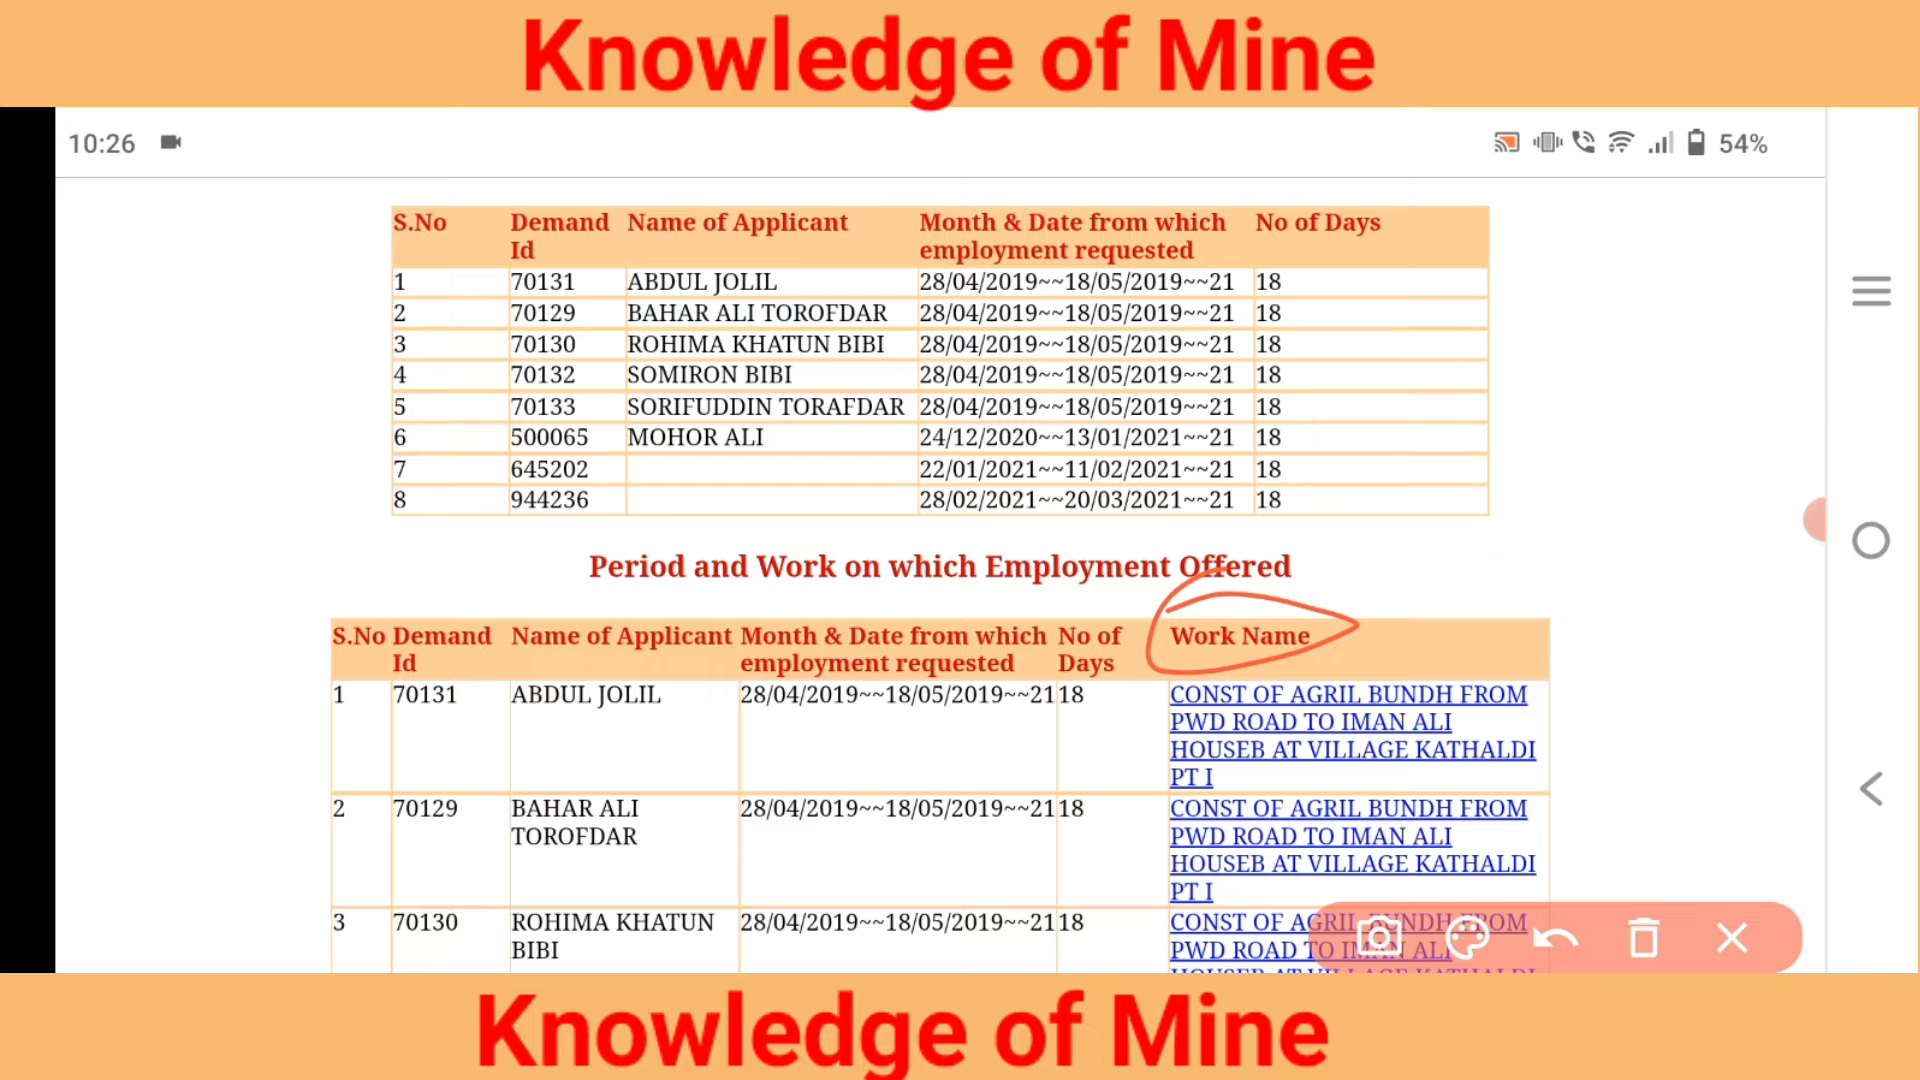 Knowledge of Mine
10:26 54%
S.No Demand Id Name of Applicant Month & Date from which employment requested No of Days
1 70131 ABDUL JOLIL 28/04/2019~~18/05/2019~~21 18
2 70129 BAHAR ALI TOROFDAR 28/04/2019~~18/05/2019~~21 18
3 70130 ROHIMA KHATUN BIBI 28/04/2019~~18/05/2019~~21 18
4 70132 SOMIRON BIBI 28/04/2019~~18/05/2019~~21 18
5 70133 SORIFUDDIN TORAFDAR 28/04/2019~~18/05/2019~~21 18
6 500065 MOHOR ALI 24/12/2020~~13/01/2021~~21 18
7 645202 22/01/2021~~11/02/2021~~21 18
8 944236 28/02/2021~~20/03/2021~~21 18
Period and Work on which Employment Offered
S.No Demand Id Name of Applicant Month & Date from which employment requested No of Days Work Name
1 70131 ABDUL JOLIL 28/04/2019~~18/05/2019~~21 18 CONST OF AGRIL BUNDH FROM
PWD ROAD TO IMAN ALI
HOUSEB AT VILLAGE KATHALDI
PT I
2 70129 BAHAR ALI TOROFDAR 28/04/2019~~18/05/2019~~21 18 CONST OF AGRIL BUNDH FROM
PWD ROAD TO IMAN ALI
HOUSEB AT VILLAGE KATHALDI
PT I
3 70130 ROHIMA KHATUN BIBI 28/04/2019~~18/05/2019~~21 18 CONST OF AGRIL BUNDH FROM
PWD ROAD TO IMAN ALI
Knowledge of Mine